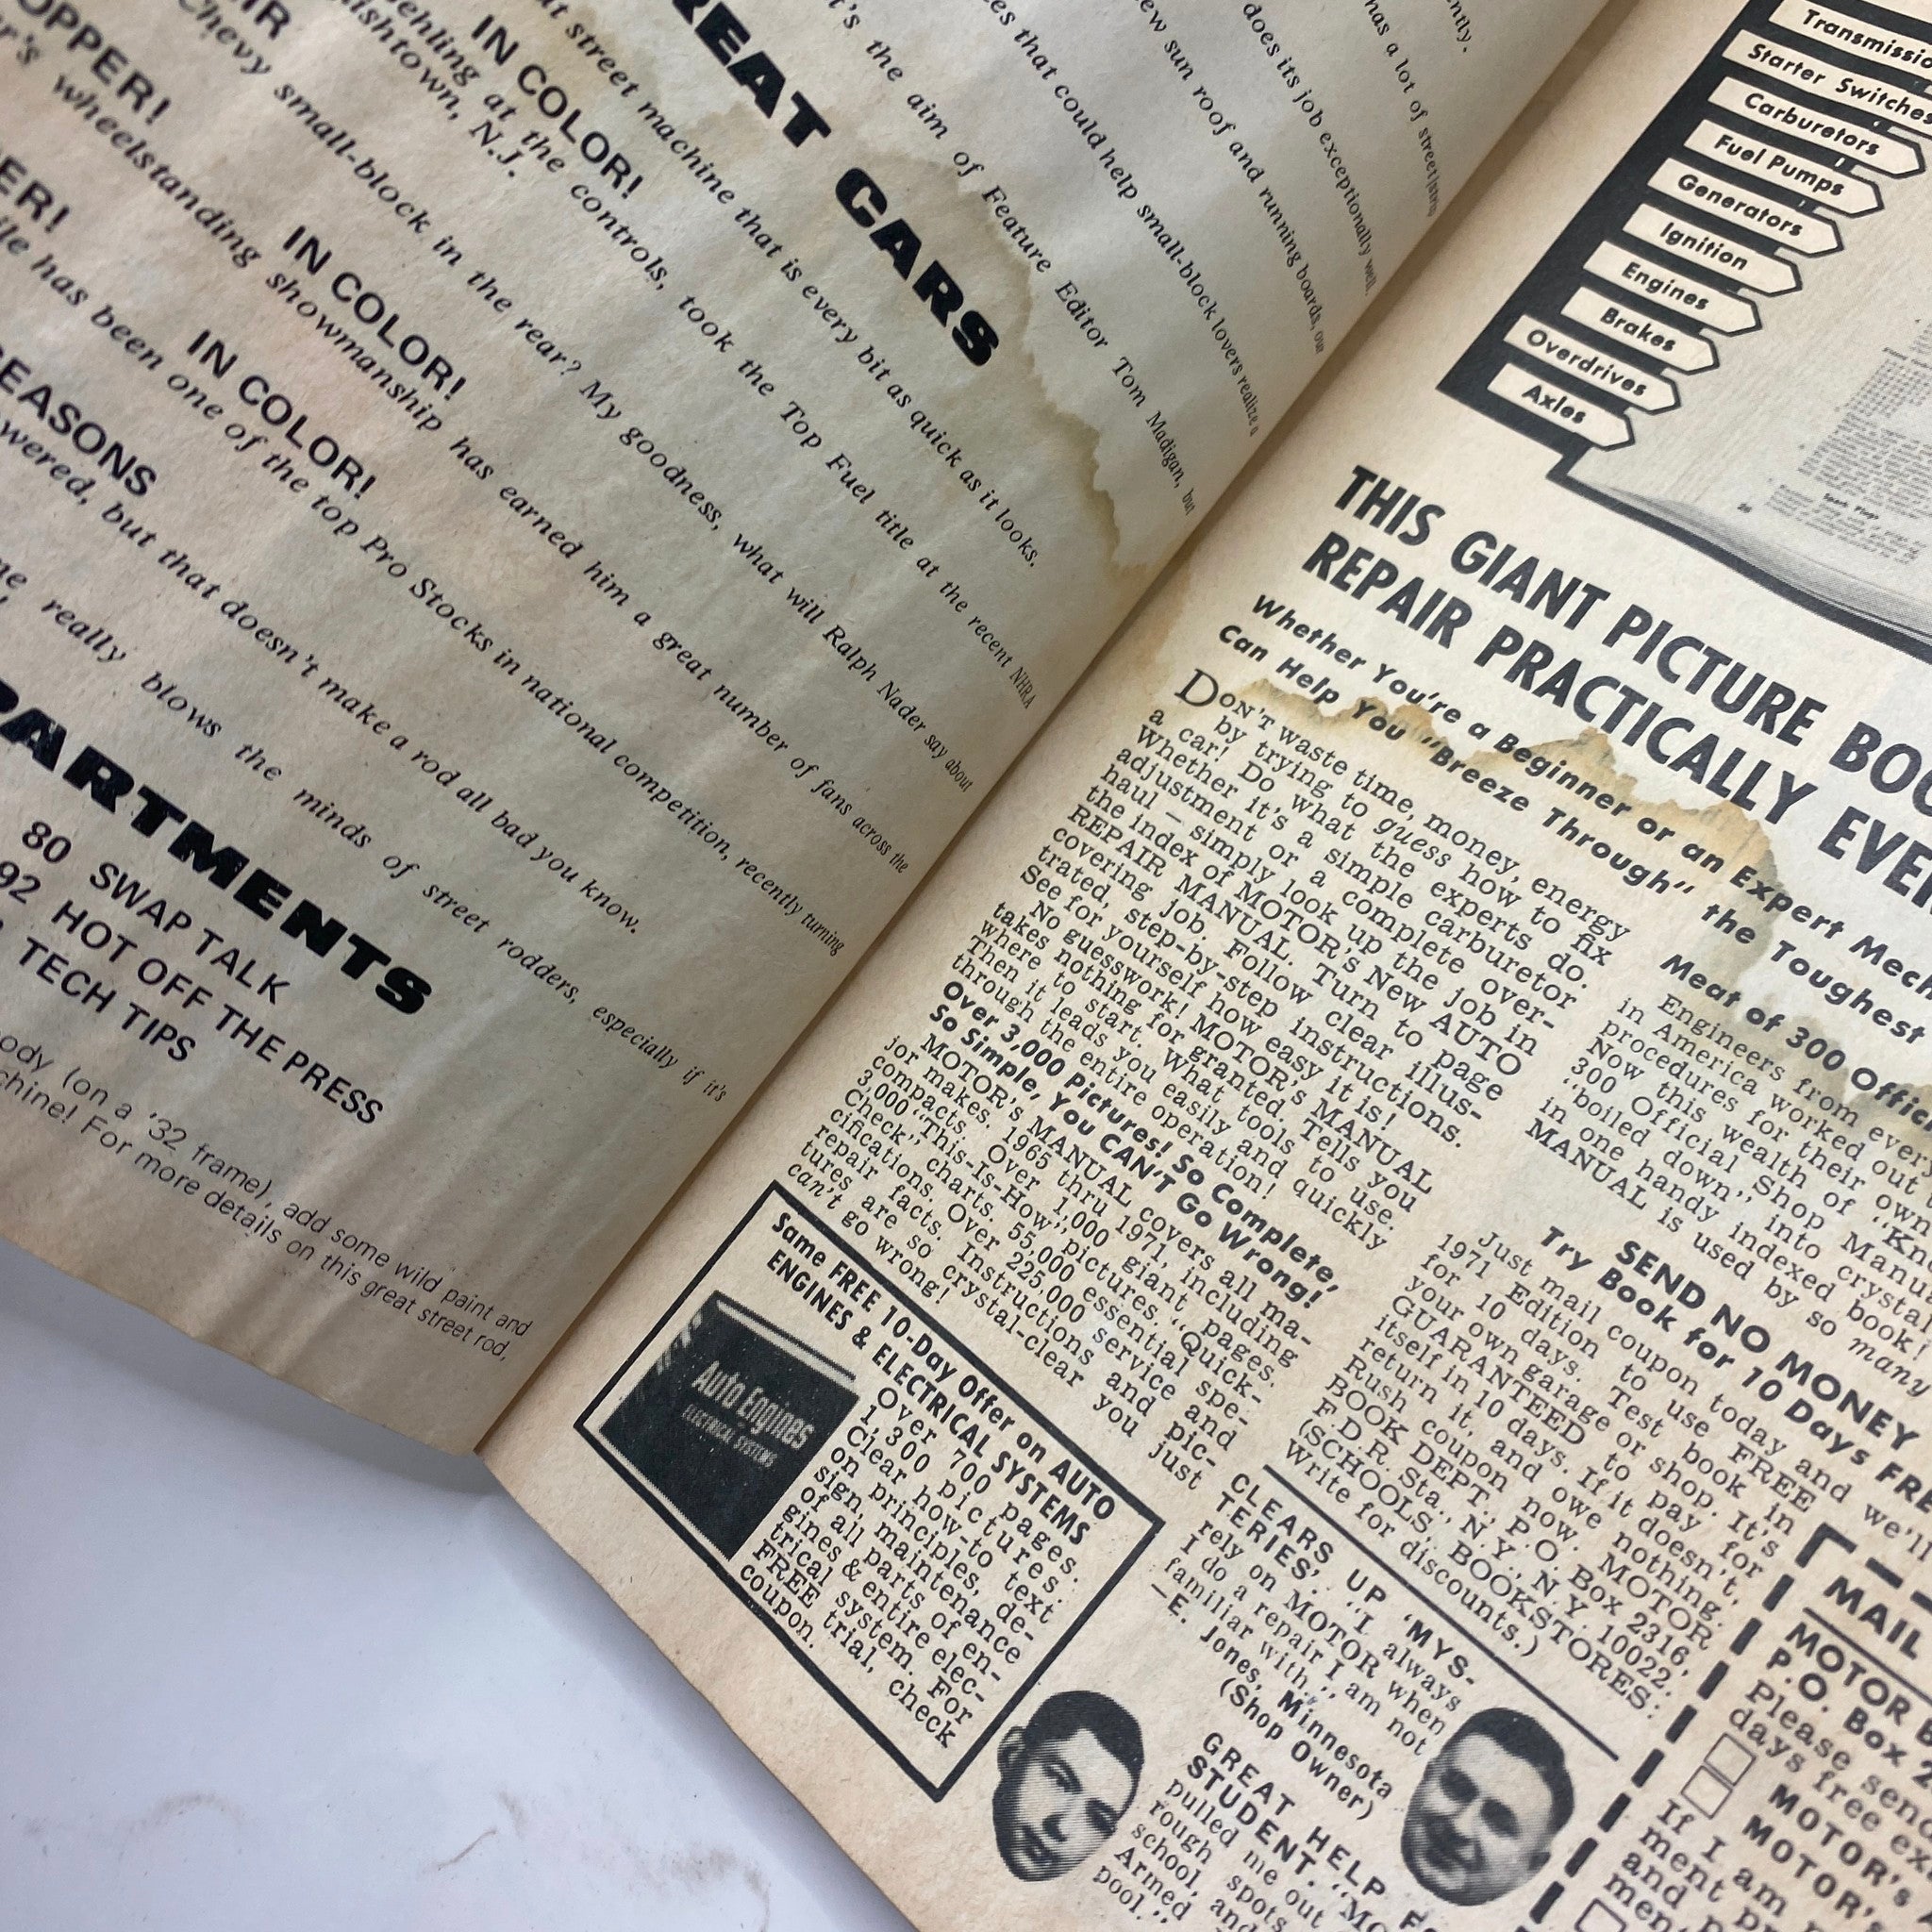 ently.
has a lot of street
does its job exceptionally well,
ew sun roof and running boards, our
es that could help small-block lovers realize a
's the aim of Feature Editor Tom Madigan, but
REAT CARS
at street machine that is every bit as quick as it looks.
IN COLOR!
ehling at the controls, took the Top Fuel title at the recent NHRA
lishtown, N.J.
IR
IN COLOR!
Chevy small-block in the rear? My goodness, what will Ralph Nader say about
OPPER!
IN COLOR!
r's wheelstanding showmanship has earned him a great number of fans across the
ER!
IN COLOR!
ile has been one of the top Pro Stocks in national competition, recently turning
EASONS
wered, but that doesn't make a rod all bad you know.
me really blows the minds of street rodders, especially if it's
PARTMENTS
80 SWAP TALK
92 HOT OFF THE PRESS
TECH TIPS
ody (on a '32 frame), add some wild paint and
chine! For more details on this great street rod,
Transmissio
Starter Switches
Carburetors
Fuel Pumps
Generators
Ignition
Engines
Brakes
Overdrives
Axles
Spark Plugs
THIS GIANT PICTURE BOO
REPAIR PRACTICALLY EVER
Whether You're a Beginner or an Expert Mech
Can Help You "Breeze Through" the Toughest
DON'T waste time, money, energy
by trying to guess how to fix
a car! Do what the experts do.
Whether it's a simple carburetor
adjustment or a complete over-
haul — simply look up the job in
the index of MOTOR'S New AUTO
REPAIR MANUAL. Turn to page
covering job. Follow clear illus-
trated, step-by-step instructions.
See for yourself how easy it is!
No guesswork! MOTOR'S MANUAL
takes nothing for granted. Tells you
where to start. What tools to use.
Then it leads you easily and quickly
through the entire operation!
Over 3,000 Pictures! So Complete,
So Simple, You CAN'T Go Wrong!
MOTOR'S MANUAL covers all ma-
jor makes, 1965 thru 1971, including
compacts. Over 1,000 giant pages,
3,000 "This-Is-How" pictures. "Quick-
Check" charts. 55,000 essential spe-
cifications. Over 225,000 service and
repair facts. Instructions and pic-
tures are so crystal-clear you just
can't go wrong!
Same FREE 10-Day Offer on AUTO
ENGINES & ELECTRICAL SYSTEMS
Auto Engines
ELECTRICAL SYSTEMS
Over 700 pages.
1,300 pictures.
Clear how-to text
on principles, de-
sign, maintenance
of all parts of en-
gines & entire elec-
trical system. For
FREE trial, check
coupon.
Meat of 300 Offic
Engineers from every
in America worked out
procedures for their own
Now this wealth of "Kno
300 Official Shop Manu
"boiled down" into crystal
in one handy indexed book!
MANUAL is used by so many
SEND NO MONEY
Try Book for 10 Days FRE
Just mail coupon today and we'll
1971 Edition to use FREE
for 10 days. Test book in
your own garage or shop. It's
GUARANTEED to pay for
itself in 10 days. If it doesn't,
return it, and owe nothing.
Rush coupon now. MOTOR
BOOK DEPT., P.O. Box 2316,
F.D.R. Sta., N. Y., N.Y. 10022.
(SCHOOLS, BOOKSTORES:
Write for discounts.)
CLEARS UP 'MYS-
TERIES'. "I always
rely on MOTOR when
I do a repair I am not
familiar with."
—E. Jones, Minnesota
(Shop Owner)
GREAT HELP
STUDENT.
pulled me out
rough spots
school, and
Armed
pool."
MAIL
MOTOR B
P.O. Box 2
Please send
days free ex
MOTOR's
MOTOR'
If I am
ment p
and p
men